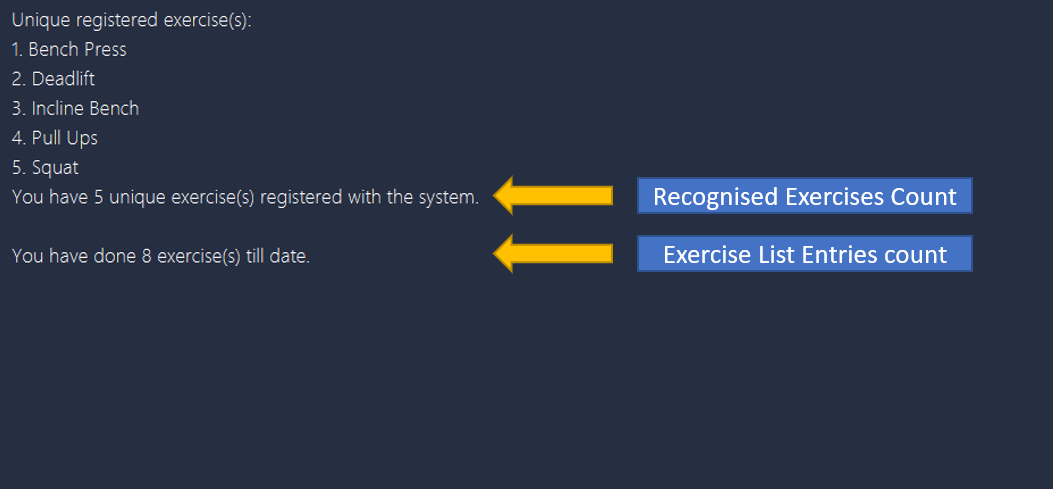 Unique registered exercise(s):
1. Bench Press
2. Deadlift
3. Incline Bench
4. Pull Ups
5. Squat
You have 5 unique exercise(s) registered with the system.
Recognised Exercises Count
You have done 8 exercise(s) till date.
Exercise List Entries count